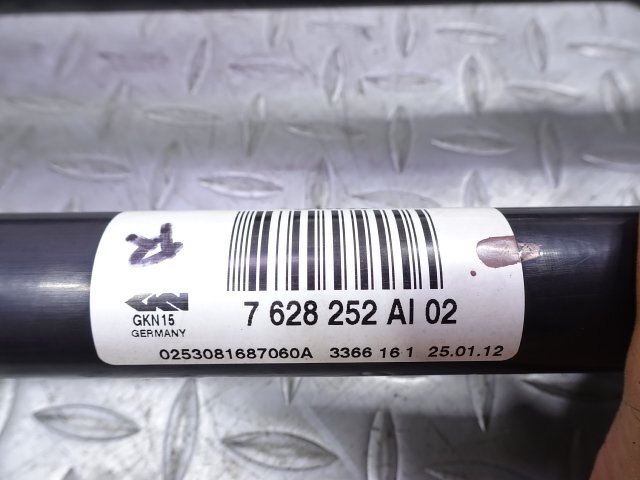 GKN
7 628 252 AI 02
GKN15
GERMANY
0253081687060A 3366 16 1 25.01.12